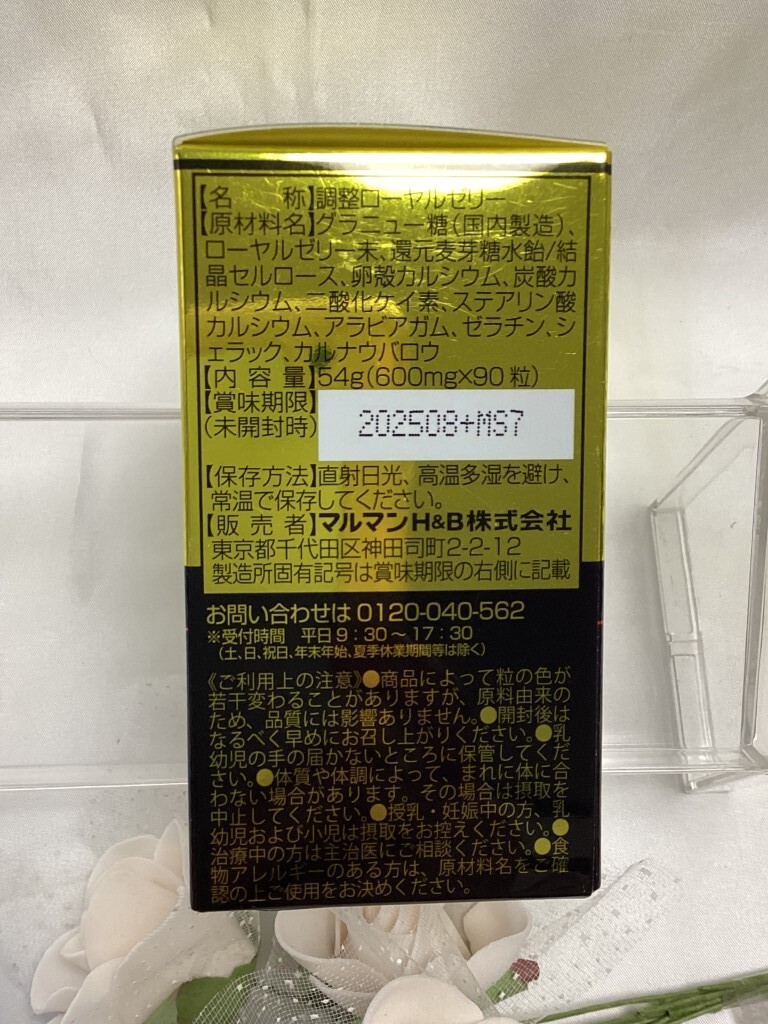 【名 称】調整ローヤルゼリー
【原材料名】グラニュー糖(国内製造)、
ローヤルゼリー末、還元麦芽糖水飴/結
晶セルロース、卵殻カルシウム、炭酸カ
ルシウム、二酸化ケイ素、ステアリン酸
カルシウム、アラビアガム、ゼラチン、シ
ェラック、カルナウバロウ
【内容量】54g(600mg×90粒)
【賞味期限】
(未開封時)
202508+MS7
【保存方法】直射日光、高温多湿を避け、
常温で保存してください。
【販売者】マルマンH&B株式会社
東京都千代田区神田司町2-2-12
製造所固有記号は賞味期限の右側に記載
お問い合わせは 0120-040-562
※受付時間 平日9:30〜17:30
(土、日、祝日、年末年始、夏季休業期間等は除く)
《ご利用上の注意》●商品によって粒の色が
若干変わることがありますが、原料由来の
ため、品質には影響ありません。●開封後は
なるべく早めにお召し上がりください。●乳
幼児の手の届かないところに保管してくだ
さい。●体質や体調によって、まれに体に合
わない場合があります。その場合は摂取を
中止してください。●授乳・妊娠中の方、乳
幼児および小児は摂取をお控えください。●
治療中の方は主治医にご相談ください。●食
物アレルギーのある方は、原材料名をご確
認の上ご使用をお決めください。